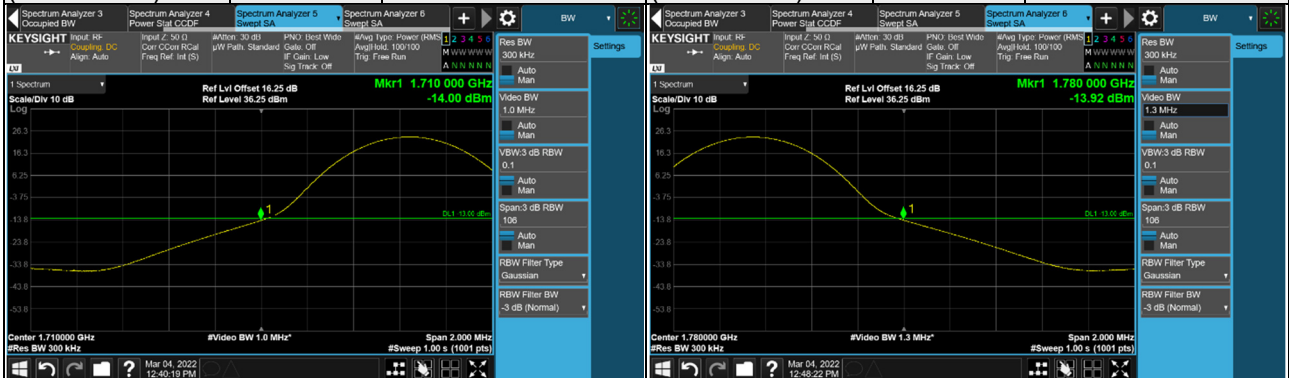 Spectrum Analyzer 3
Occupied BW
Spectrum Analyzer 4
Power Stat CCDF
Spectrum Analyzer 5
Swept SA
Spectrum Analyzer 6
Swept SA
BW
KEYSIGHT
Input: RF
Coupling: DC
Align: Auto
Input Z: 50 Ω
Corr CCorr RCal
Freq Ref: Int (S)
#Atten: 30 dB
µW Path: Standard
PNO: Best Wide
Gate: Off
IF Gain: Low
Sig Track: Off
#Avg Type: Power (RMS
Avg|Hold: 100/100
Trig: Free Run
1 2 3 4 5 6
M W W W W W
A N N N N N
LXI
1 Spectrum
Scale/Div 10 dB
Log
Ref Lvl Offset 16.25 dB
Ref Level 36.25 dBm
Mkr1 1.710 000 GHz
-14.00 dBm
26.3
16.3
6.25
-3.75
-13.8
-23.8
-33.8
-43.8
-53.8
1
DL1 -13.00 dBm
Center 1.710000 GHz
#Res BW 300 kHz
#Video BW 1.0 MHz*
Span 2.000 MHz
#Sweep 1.00 s (1001 pts)
Res BW
300 kHz
Auto
Man
Video BW
1.0 MHz
Auto
Man
VBW:3 dB RBW
0.1
Auto
Man
Span:3 dB RBW
106
Auto
Man
RBW Filter Type
Gaussian
RBW Filter BW
-3 dB (Normal)
Settings
Mar 04, 2022
12:40:19 PM
Spectrum Analyzer 3
Occupied BW
Spectrum Analyzer 4
Power Stat CCDF
Spectrum Analyzer 5
Swept SA
Spectrum Analyzer 6
Swept SA
BW
KEYSIGHT
Input: RF
Coupling: DC
Align: Auto
Input Z: 50 Ω
Corr CCorr RCal
Freq Ref: Int (S)
#Atten: 30 dB
µW Path: Standard
PNO: Best Wide
Gate: Off
IF Gain: Low
Sig Track: Off
#Avg Type: Power (RMS
Avg|Hold: 100/100
Trig: Free Run
1 2 3 4 5 6
M W W W W W
A N N N N N
LXI
1 Spectrum
Scale/Div 10 dB
Log
Ref Lvl Offset 16.25 dB
Ref Level 36.25 dBm
Mkr1 1.780 000 GHz
-13.92 dBm
26.3
16.3
6.25
-3.75
-13.8
-23.8
-33.8
-43.8
-53.8
1
DL1 -13.00 dBm
Center 1.780000 GHz
#Res BW 300 kHz
#Video BW 1.3 MHz*
Span 2.000 MHz
#Sweep 1.00 s (1001 pts)
Res BW
300 kHz
Auto
Man
Video BW
1.3 MHz
Auto
Man
VBW:3 dB RBW
0.1
Auto
Man
Span:3 dB RBW
106
Auto
Man
RBW Filter Type
Gaussian
RBW Filter BW
-3 dB (Normal)
Settings
Mar 04, 2022
12:48:22 PM